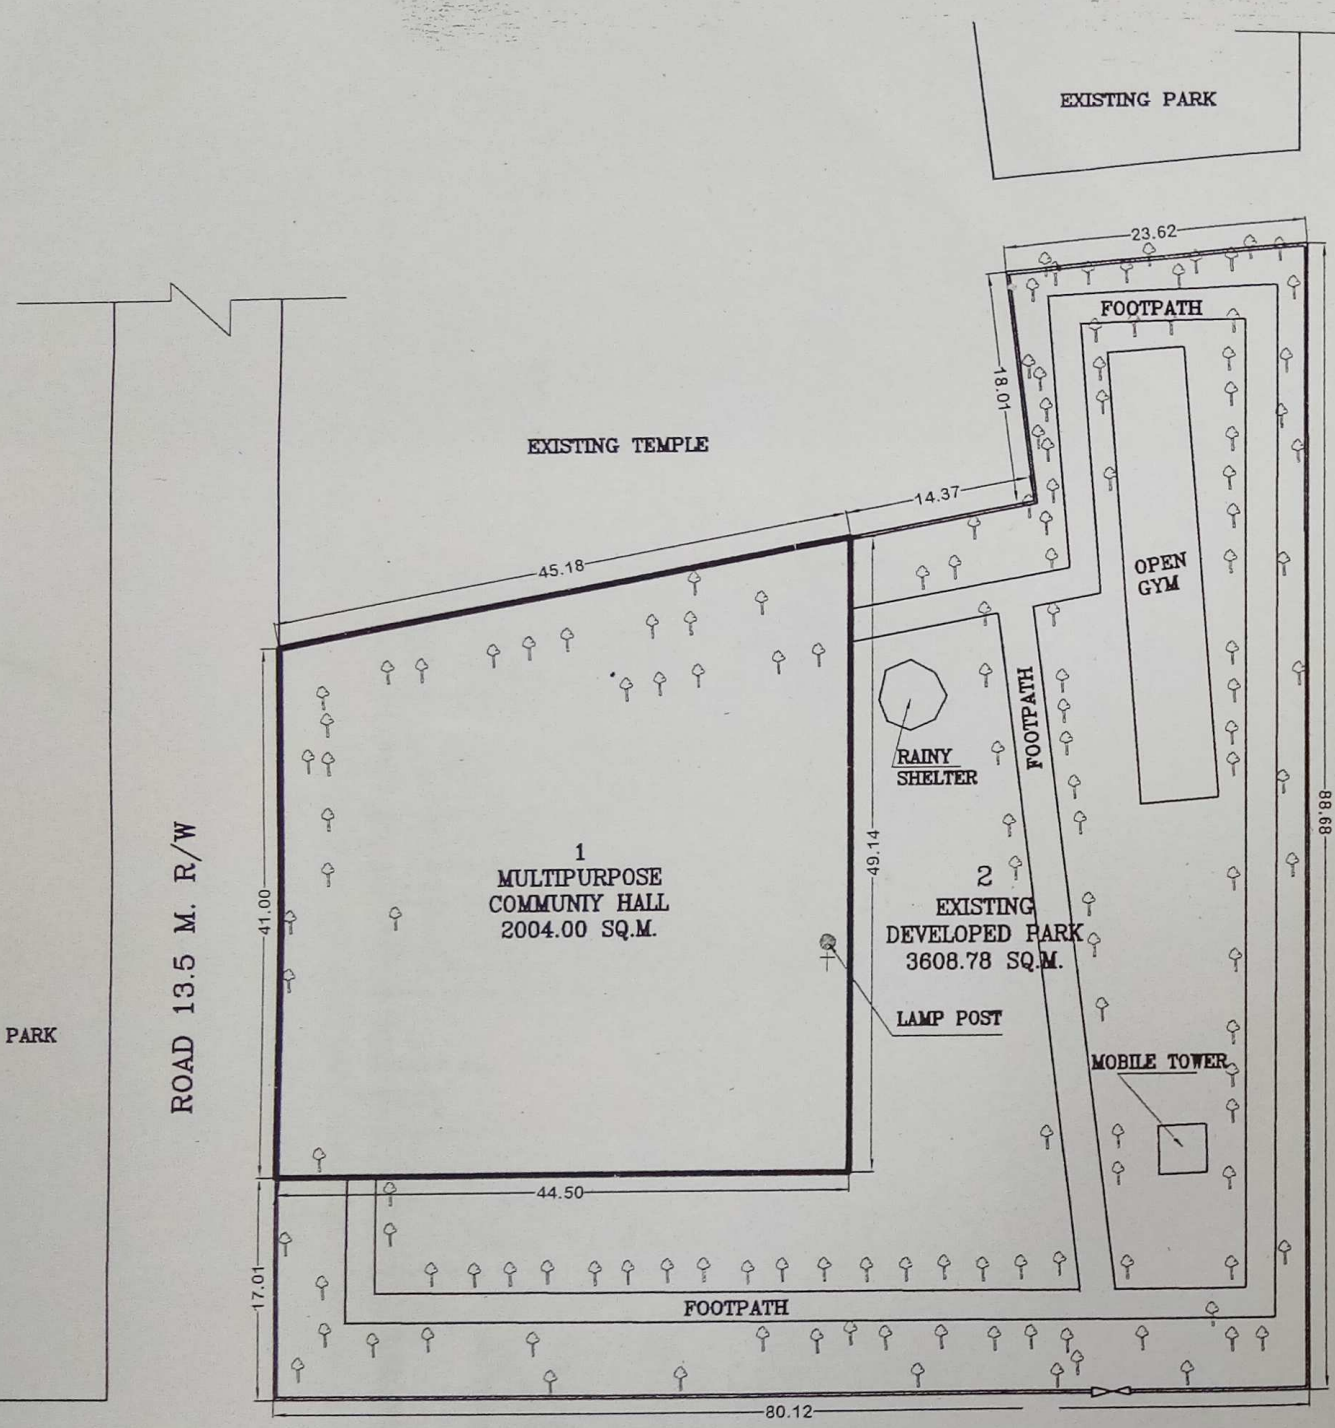 EXISTING PARK
23.62
FOOTPATH
18.01
EXISTING TEMPLE
14.37
45.18
OPEN
GYM
FOOTPATH
RAINY
SHELTER
88.68
49.14
1
MULTIPURPOSE
COMMUNIY HALL
2004.00 SQ.M.
2
EXISTING
DEVELOPED PARK
3608.78 SQ.M.
41.00
ROAD 13.5 M. R/W
LAMP POST
PARK
MOBILE TOWER
44.50
17.01
FOOTPATH
80.12